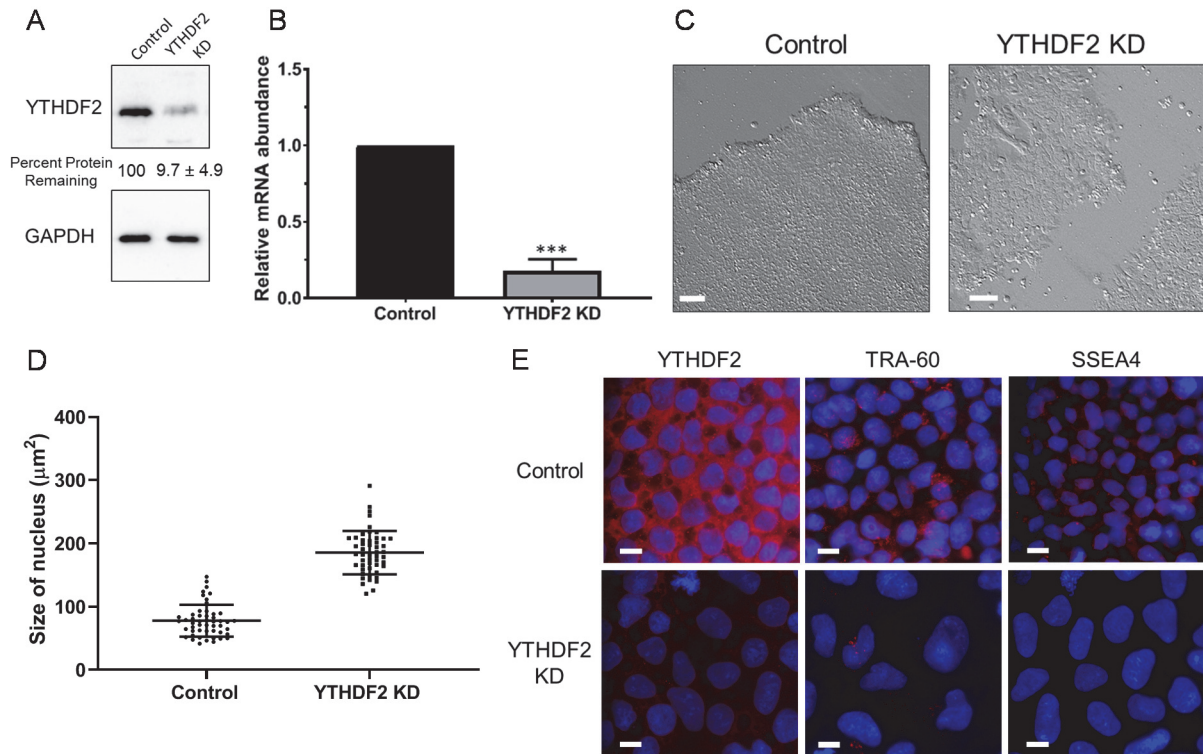 A
Control
YTHDF2
KD
YTHDF2
Percent Protein
Remaining
100 9.7 ± 4.9
GAPDH
B
Relative mRNA abundance
1.5
1.0
0.5
0.0
***
Control
YTHDF2 KD
C
Control
YTHDF2 KD
D
Size of nucleus (μm²)
400
300
200
100
0
Control
YTHDF2 KD
E
YTHDF2
TRA-60
SSEA4
Control
YTHDF2
KD